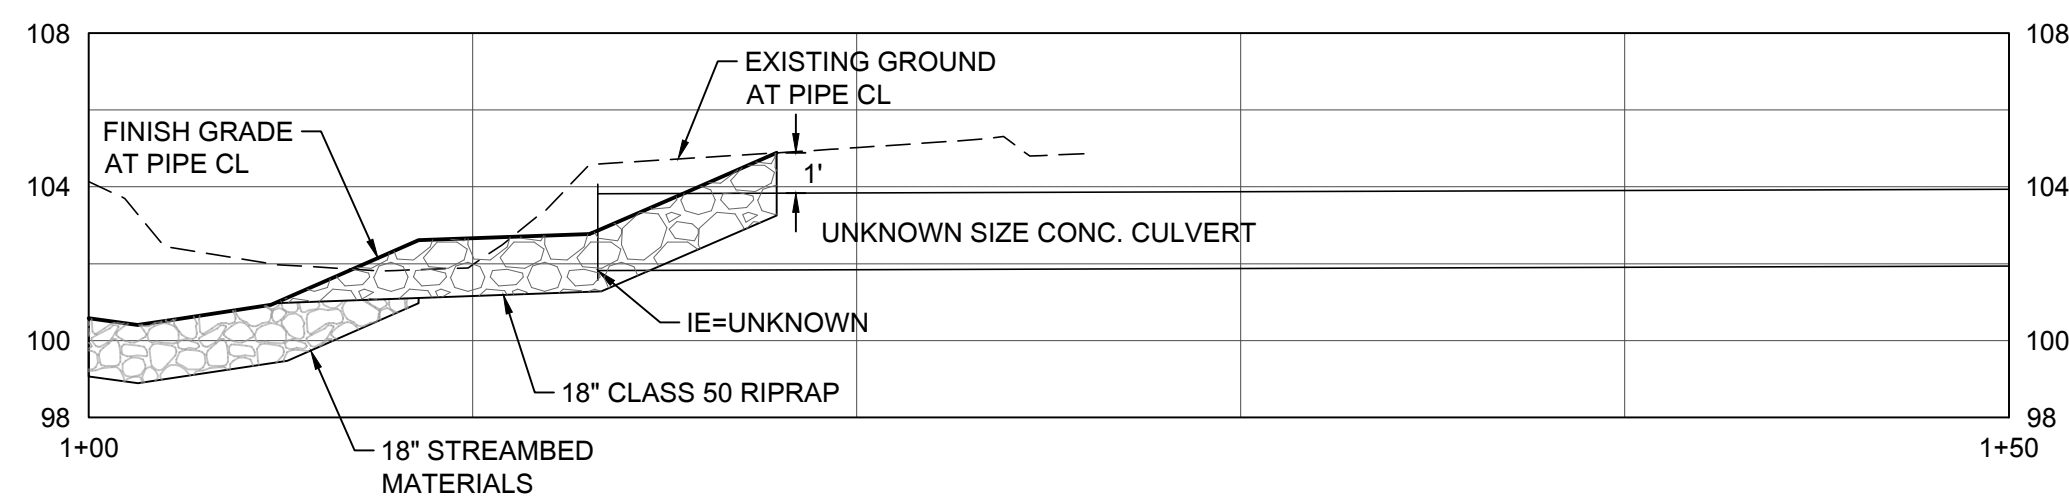 108
108
EXISTING GROUND
AT PIPE CL
FINISH GRADE
AT PIPE CL
1'
104
104
UNKNOWN SIZE CONC. CULVERT
IE=UNKNOWN
100
100
18" CLASS 50 RIPRAP
98
98
1+00
1+50
18" STREAMBED
MATERIALS